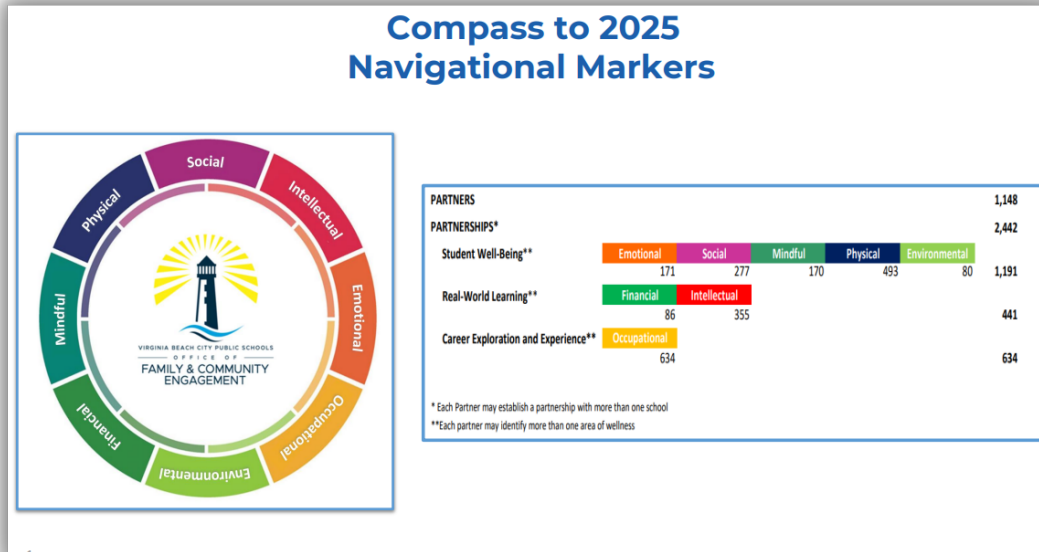 Compass to 2025
Navigational Markers
Social
Intellectual
Emotional
Occupational
Environmental
Financial
Mindful
Physical
VIRGINIA BEACH CITY PUBLIC SCHOOLS
OFFICE OF
FAMILY & COMMUNITY
ENGAGEMENT
PARTNERS 1,148
PARTNERSHIPS* 2,442
Student Well-Being** Emotional Social Mindful Physical Environmental
171 277 170 493 80 1,191
Real-World Learning** Financial Intellectual
86 355 441
Career Exploration and Experience** Occupational
634 634
* Each Partner may establish a partnership with more than one school
**Each partner may identify more than one area of wellness